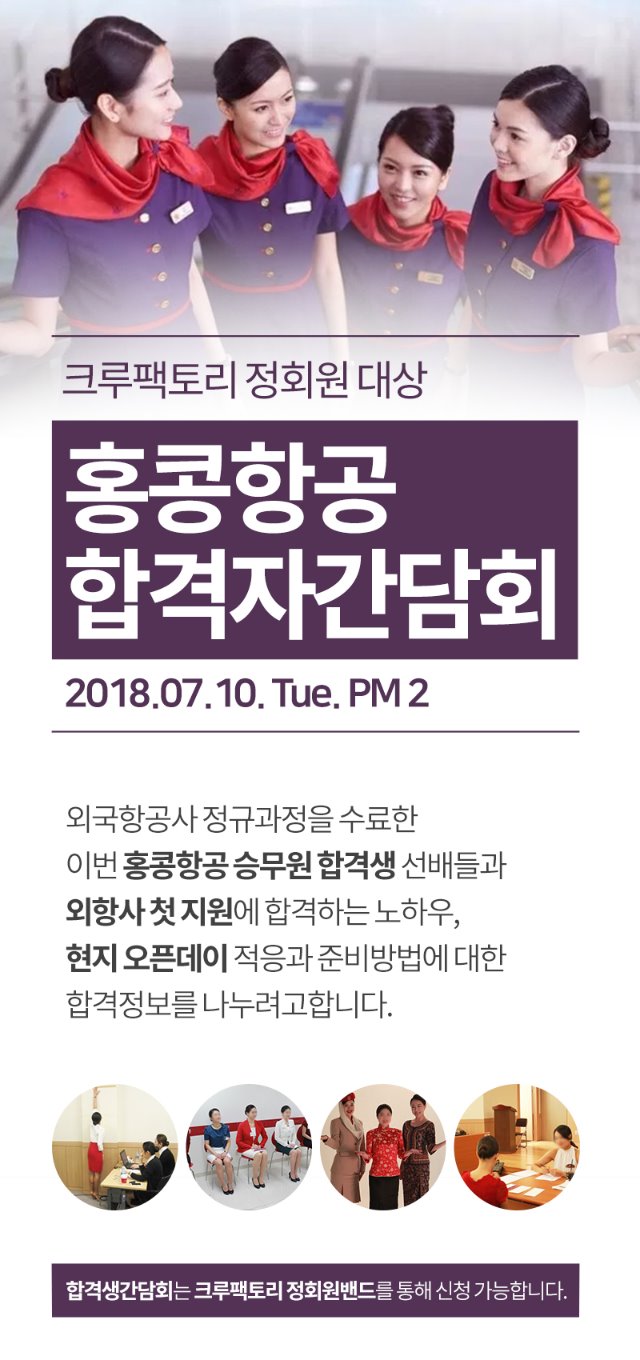 크루팩토리 정회원 대상
홍콩항공
합격자간담회
2018.07.10. Tue. PM 2
외국항공사 정규과정을 수료한
이번 홍콩항공 승무원 합격생 선배들과
외항사 첫 지원에 합격하는 노하우,
현지 오픈데이 적응과 준비방법에 대한
합격정보를 나누려고합니다.
합격생간담회는 크루팩토리 정회원밴드를 통해 신청 가능합니다.